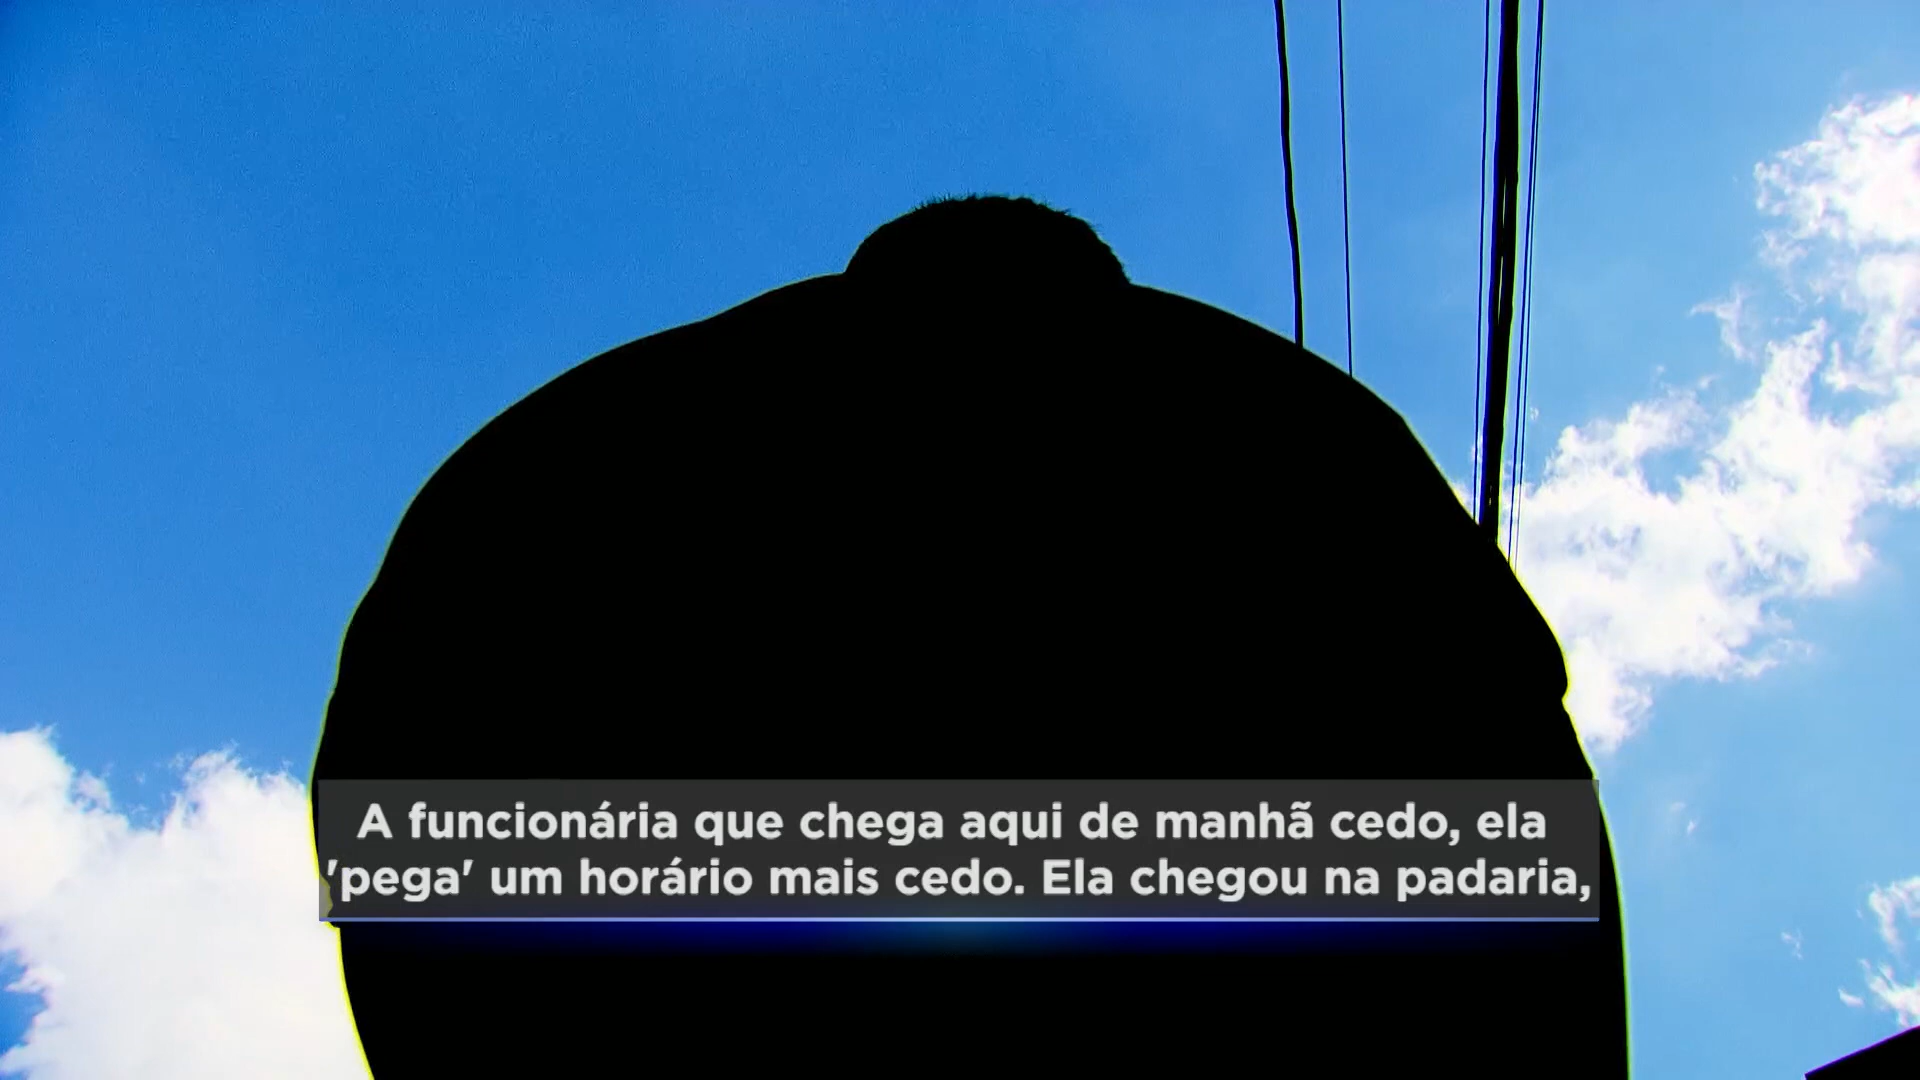 A funcionária que chega aqui de manhã cedo, ela
'pega' um horário mais cedo. Ela chegou na padaria,